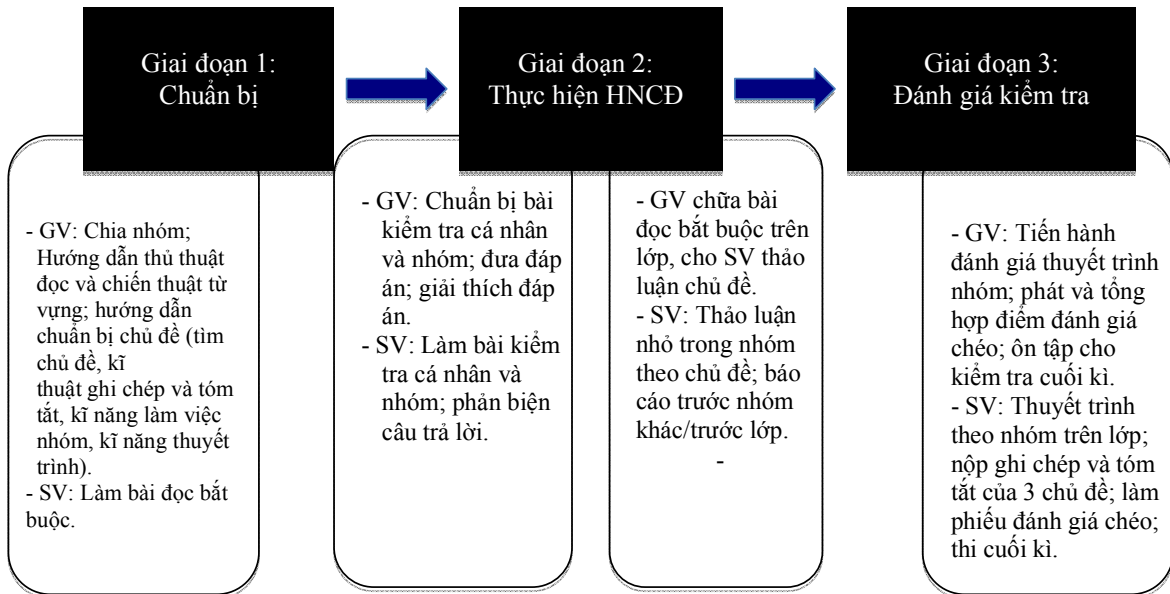 Giai đoạn 1:
Chuẩn bị
Giai đoạn 2:
Thực hiện HNCĐ
Giai đoạn 3:
Đánh giá kiểm tra
- GV: Chia nhóm;
Hướng dẫn thủ thuật
đọc và chiến thuật từ
vựng; hướng dẫn
chuẩn bị chủ đề (tìm
chủ đề, kĩ
thuật ghi chép và tóm
tắt, kĩ năng làm việc
nhóm, kĩ năng thuyết
trình).
- SV: Làm bài đọc bắt
buộc.
- GV: Chuẩn bị bài
kiểm tra cá nhân
và nhóm; đưa đáp
án; giải thích đáp
án.
- SV: Làm bài kiểm
tra cá nhân và
nhóm; phản biện
câu trả lời.
- GV chữa bài
đọc bắt buộc trên
lớp, cho SV thảo
luận chủ đề.
- SV: Thảo luận
nhỏ trong nhóm
theo chủ đề; báo
cáo trước nhóm
khác/trước lớp.
-
- GV: Tiến hành
đánh giá thuyết trình
nhóm; phát và tổng
hợp điểm đánh giá
chéo; ôn tập cho
kiểm tra cuối kì.
- SV: Thuyết trình
theo nhóm trên lớp;
nộp ghi chép và tóm
tắt của 3 chủ đề; làm
phiếu đánh giá chéo;
thi cuối kì.